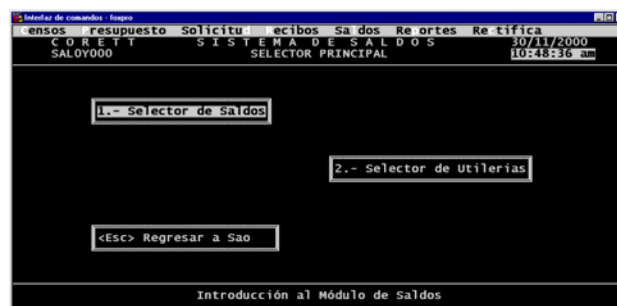 Interfaz de comandos - foxpro
ensos resupuesto Solicitu ecibos Sa dos Re ortes Re tifica
C O R E T T S I S T E M A D E S A L D O S 30/11/2000
SALOY000 SELECTOR PRINCIPAL 10:48:36 am
1.- Selector de Saldos
2.- Selector de Utilerias
<Esc> Regresar a Sao
Introducción al Módulo de Saldos